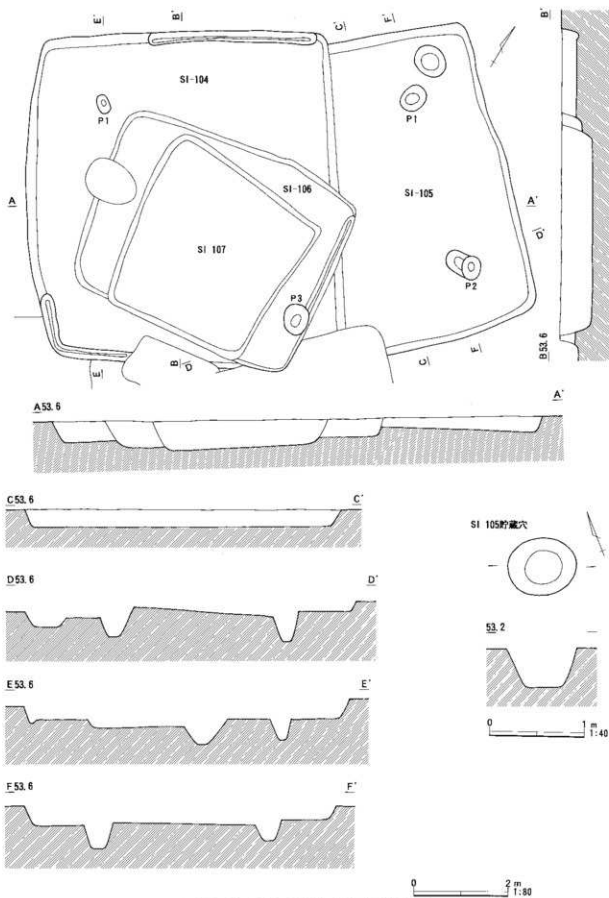 E'
B'
C'
F'
SI-104
P1
P1
SI-106
SI-105
A
A'
D'
SI 107
P2
P3
E
B
D
C
F
B'
B 53.6
A 53.6
A'
C 53.6
C'
D 53.6
D'
E 53.6
E'
F 53.6
F'
SI 105貯蔵穴
53.2
0 1 m
1:40
0 2 m
1:80